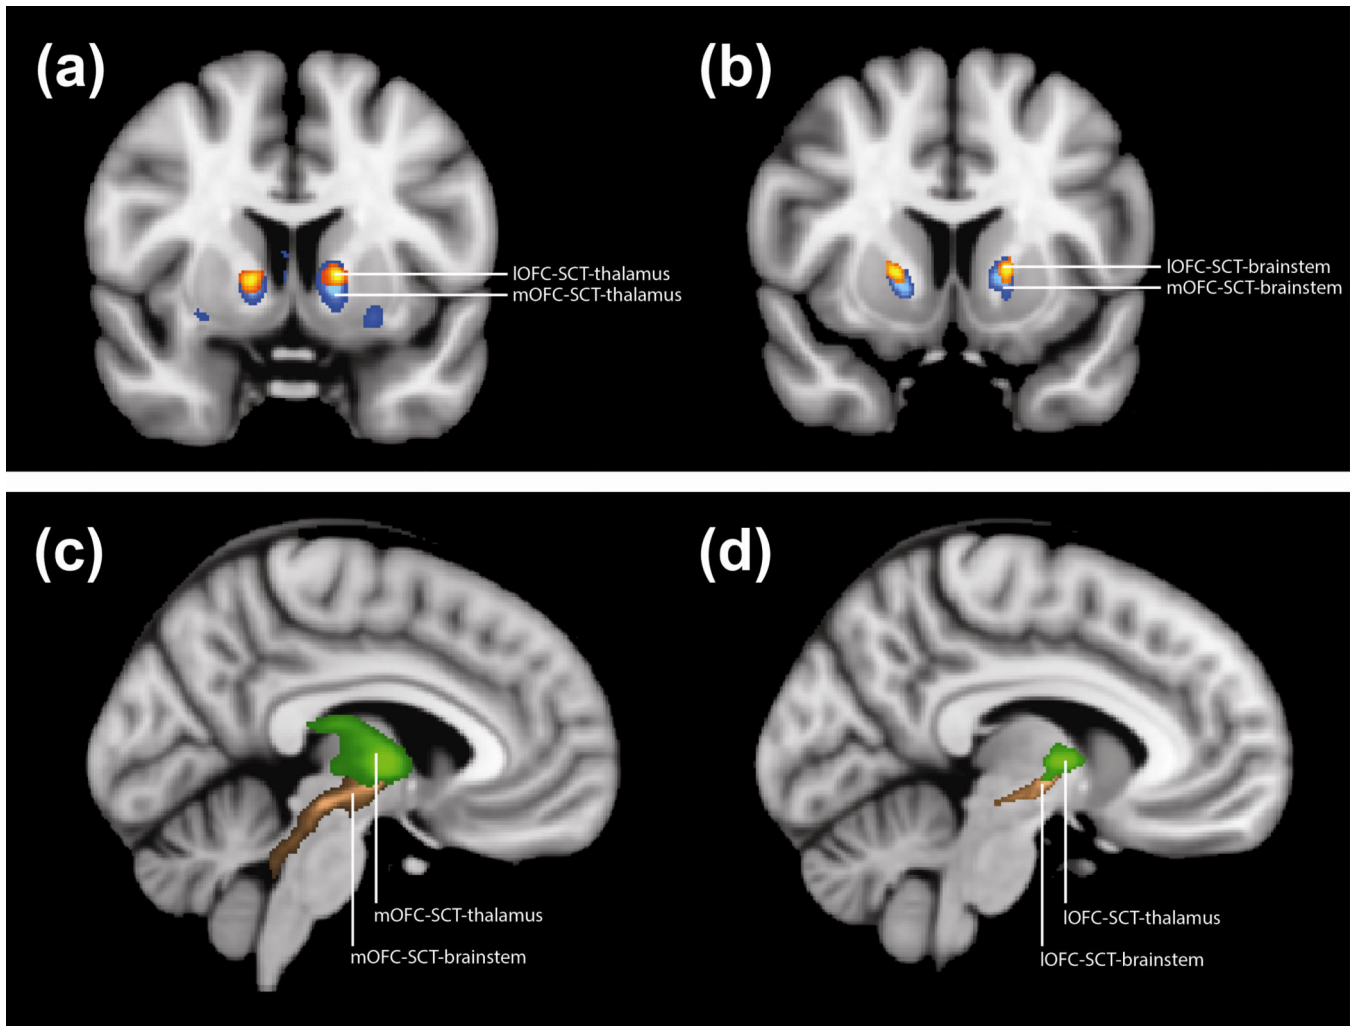 (a)
(b)
lOFC-SCT-thalamus
mOFC-SCT-thalamus
lOFC-SCT-brainstem
mOFC-SCT-brainstem
(c)
(d)
mOFC-SCT-thalamus
mOFC-SCT-brainstem
lOFC-SCT-thalamus
lOFC-SCT-brainstem